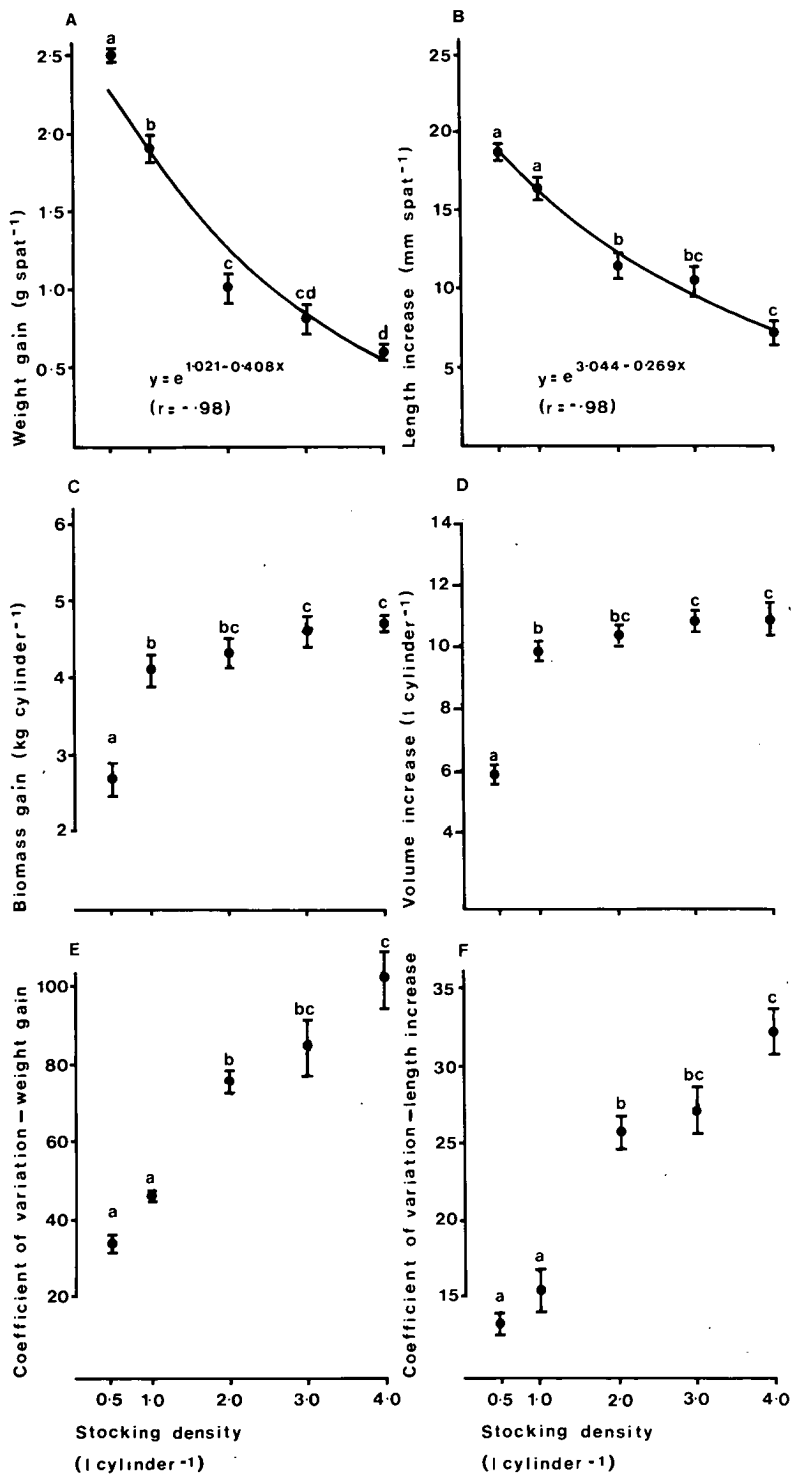 A
Weight gain (g spat⁻¹)
2·5
2·0
1·5
1·0
0·5
a
b
c
cd
d
y = e^1·021-0·408x
(r = -·98)
B
Length increase (mm spat⁻¹)
25
20
15
10
5
a
a
b
bc
c
y = e^3·044-0·269x
(r = -·98)
C
Biomass gain (kg cylinder⁻¹)
6
5
4
3
2
a
b
bc
c
c
D
Volume increase (l cylinder⁻¹)
14
12
10
8
6
4
a
b
bc
c
c
E
Coefficient of variation—weight gain
100
80
60
40
20
a
a
b
bc
c
0·5 1·0 2·0 3·0 4·0
Stocking density
(l cylinder⁻¹)
F
Coefficient of variation—length increase
35
30
25
20
15
a
a
b
bc
c
0·5 1·0 2·0 3·0 4·0
Stocking density
(l cylinder⁻¹)